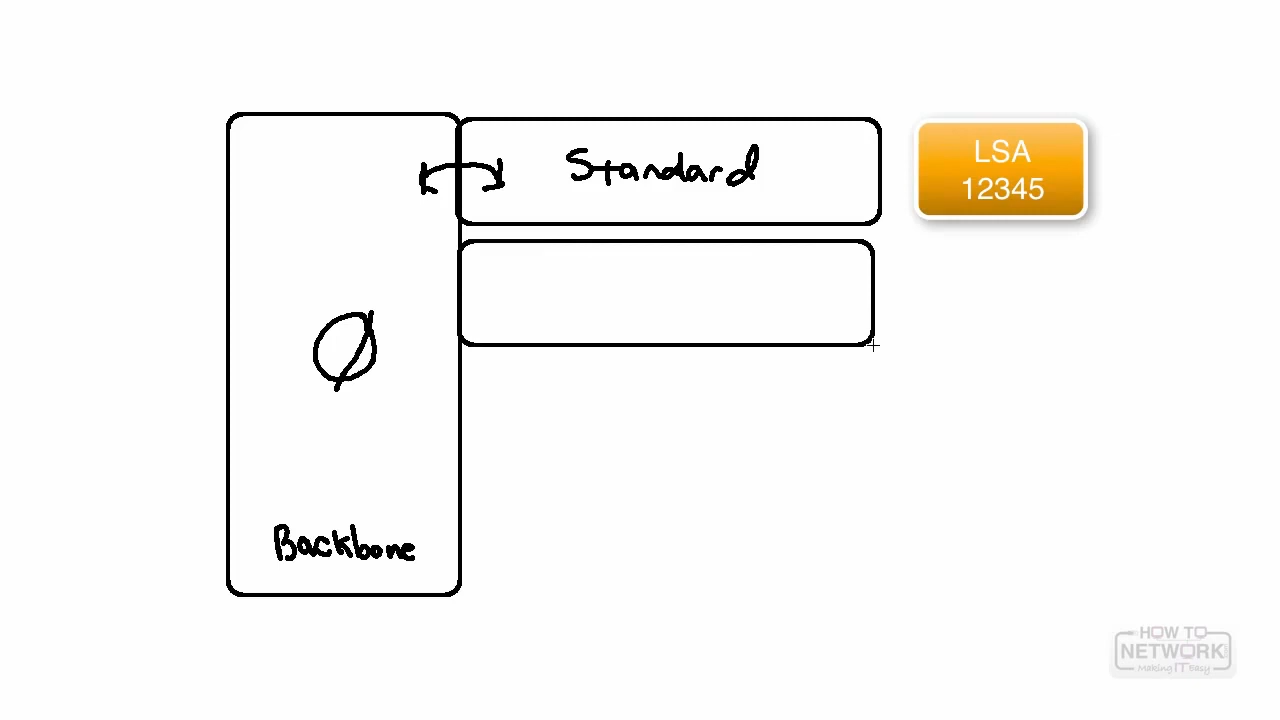 Standard
LSA
12345
Ø
Backbone
HOW TO
NETWORK
Making IT Easy